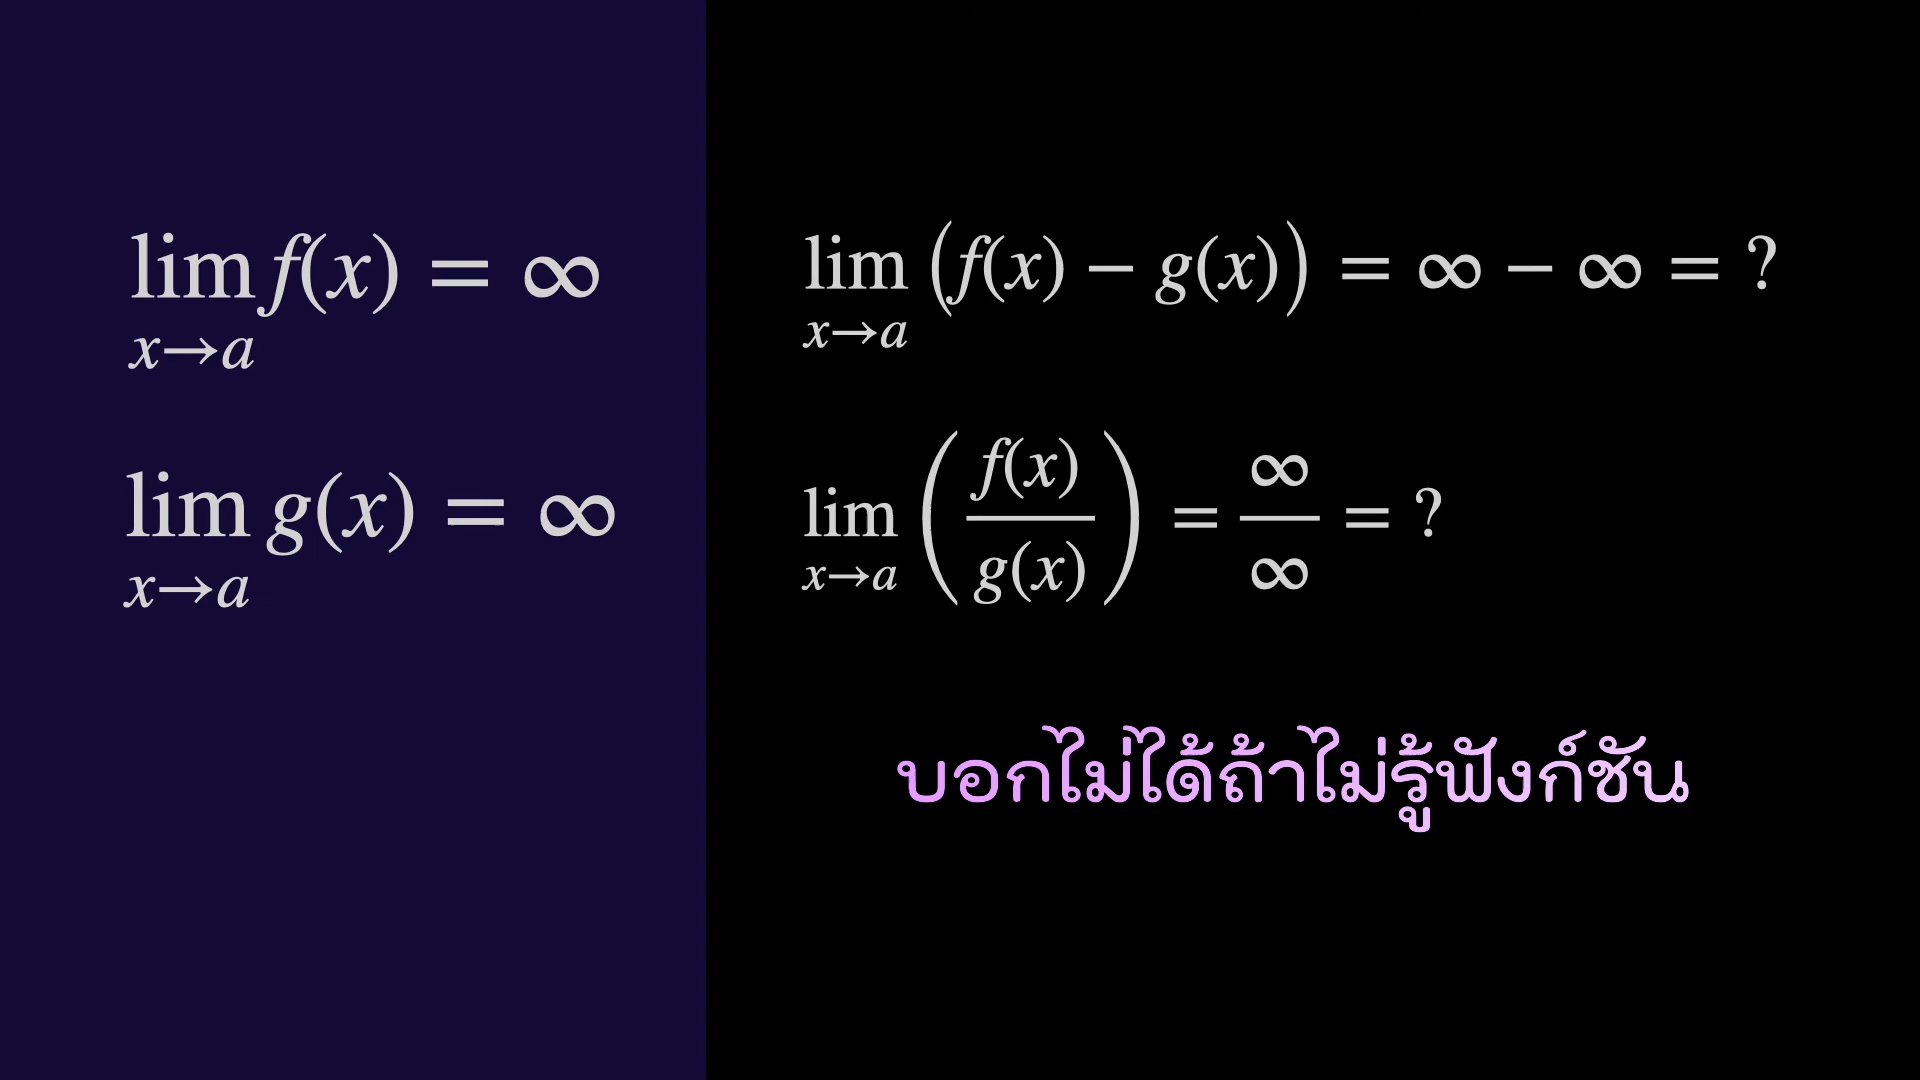 lim f(x) = ∞
x→a
lim g(x) = ∞
x→a
lim (f(x) − g(x)) = ∞ − ∞ = ?
x→a
lim (f(x)/g(x)) = ∞/∞ = ?
x→a
บอกไม่ได้ถ้าไม่รู้ฟังก์ชัน